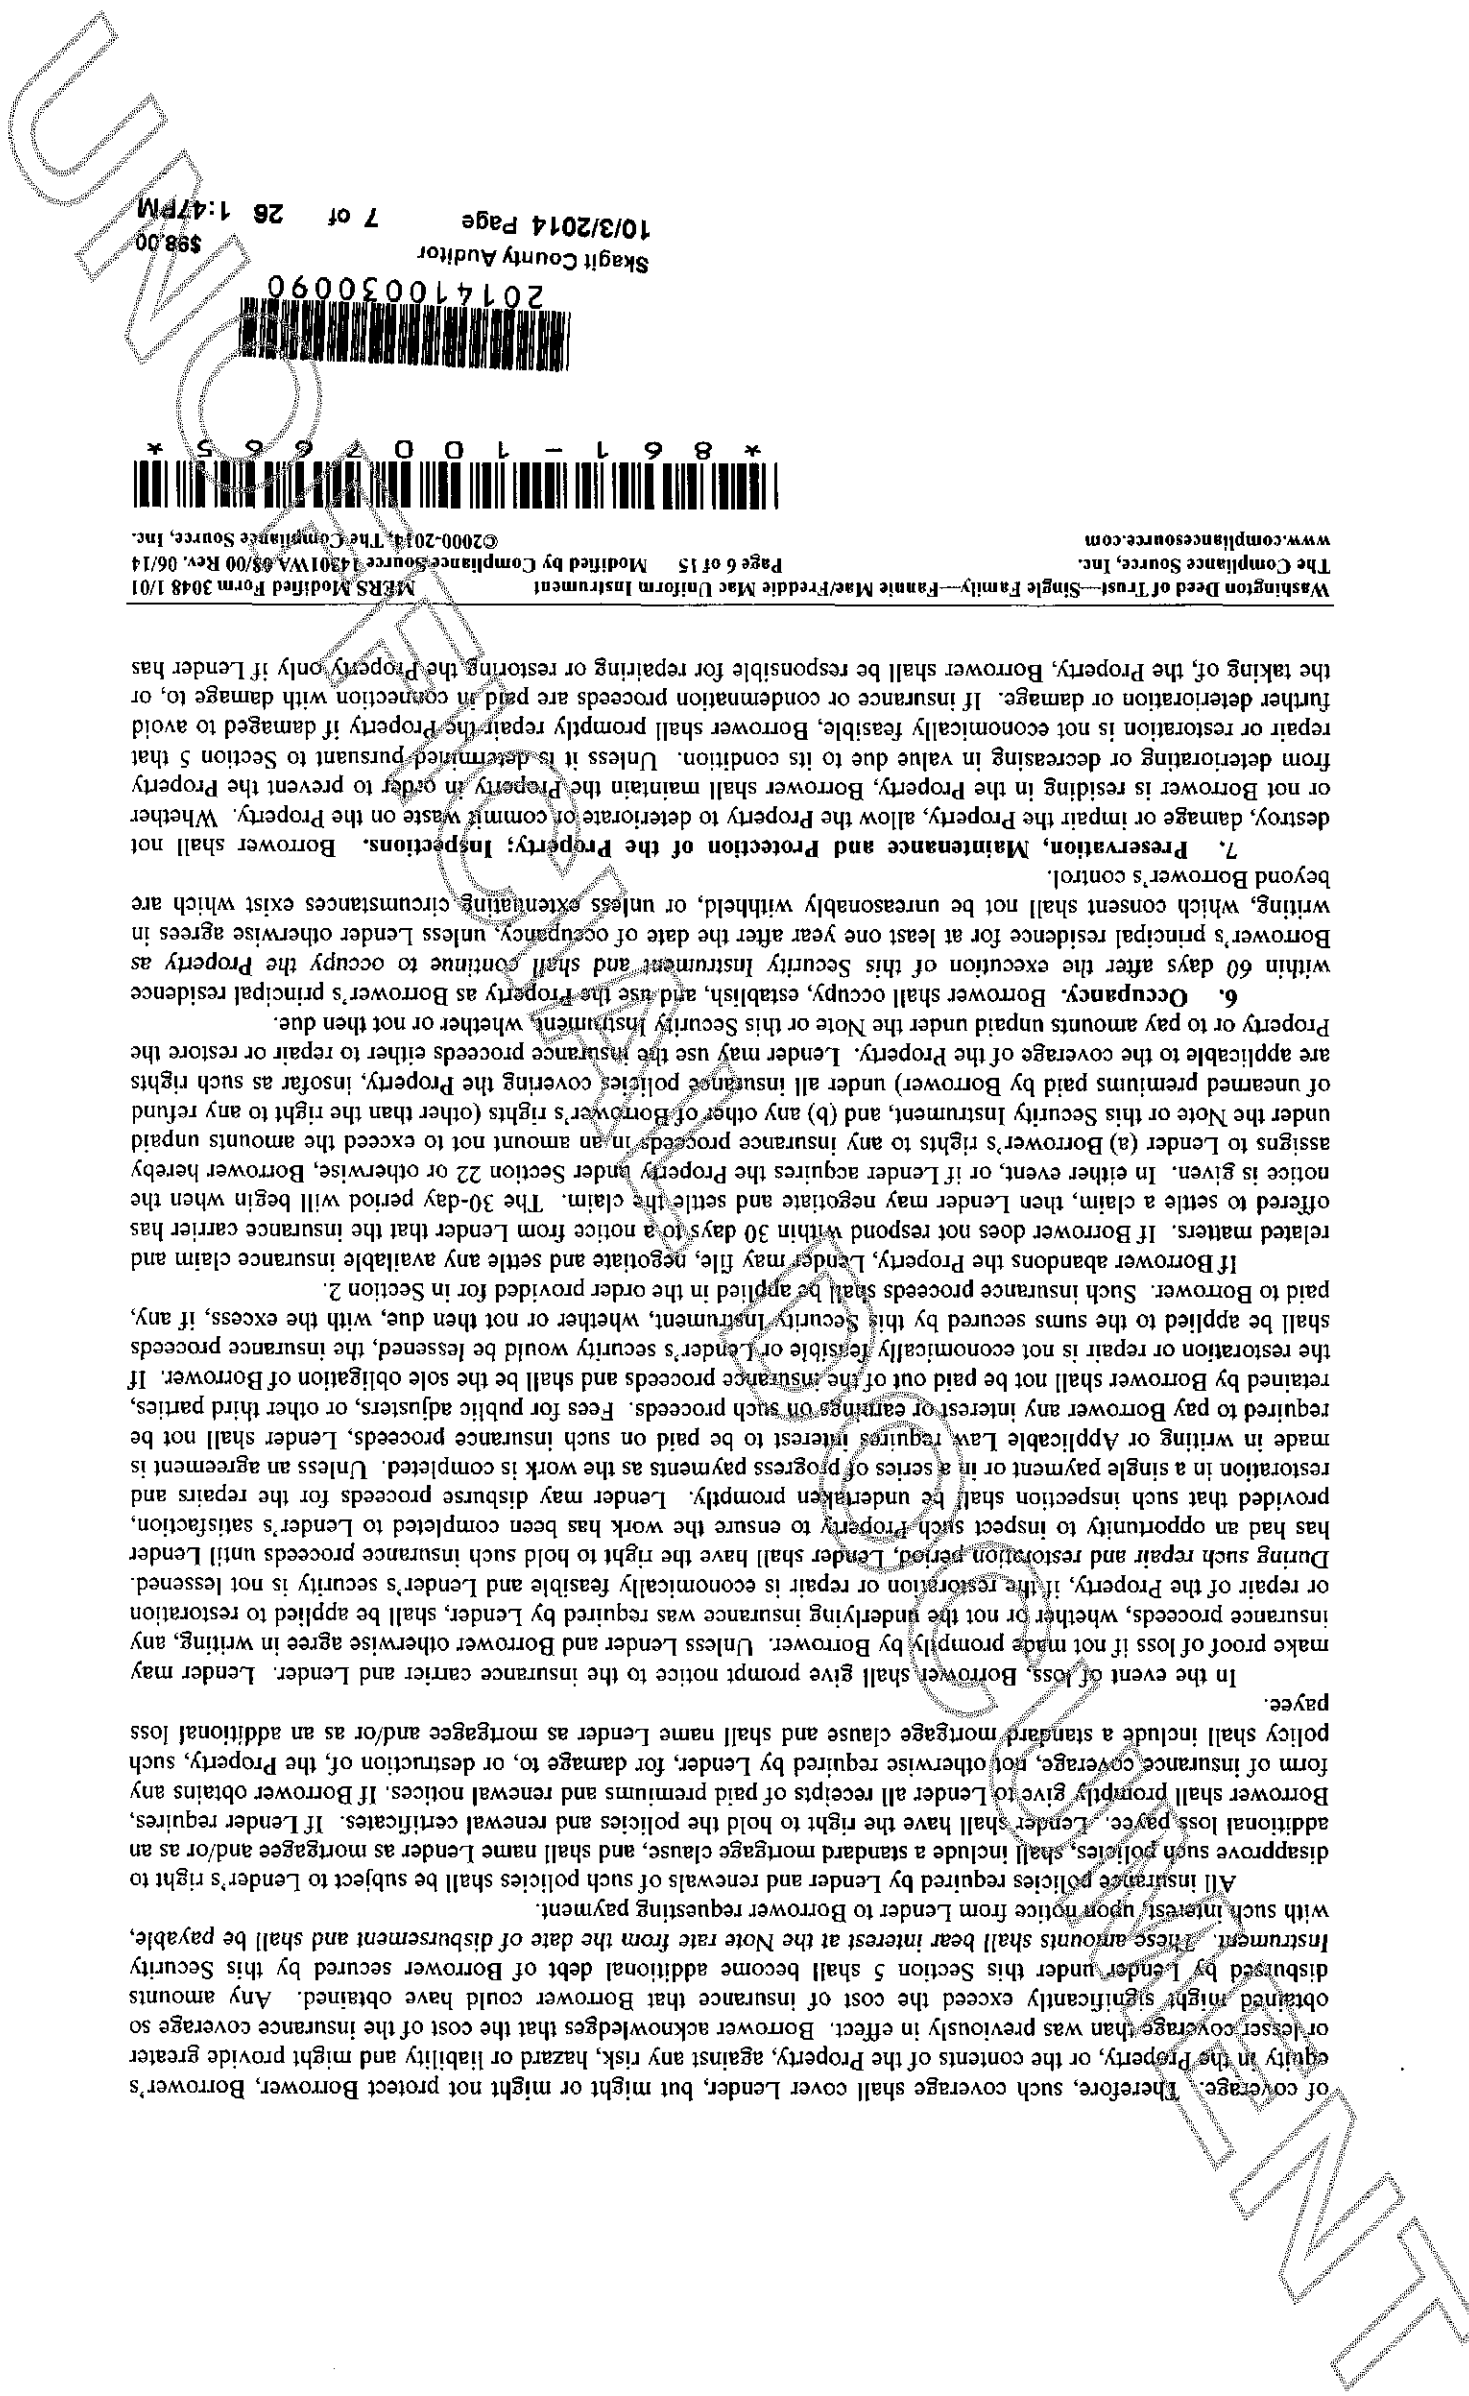 of coverage. Therefore, such coverage shall cover Lender, but might or might not protect Borrower, Borrower's
equity in the Property, or the contents of the Property, against any risk, hazard or liability and might provide greater
or lesser coverage than was previously in effect. Borrower acknowledges that the cost of the insurance coverage so
obtained might significantly exceed the cost of insurance that Borrower could have obtained. Any amounts
disbursed by Lender under this Section 5 shall become additional debt of Borrower secured by this Security
Instrument. These amounts shall bear interest at the Note rate from the date of disbursement and shall be payable,
with such interest, upon notice from Lender to Borrower requesting payment.
All insurance policies required by Lender and renewals of such policies shall be subject to Lender's right to
disapprove such policies, shall include a standard mortgage clause, and shall name Lender as mortgagee and/or as an
additional loss payee. Lender shall have the right to hold the policies and renewal certificates. If Lender requires,
Borrower shall promptly give to Lender all receipts of paid premiums and renewal notices. If Borrower obtains any
form of insurance coverage, not otherwise required by Lender, for damage to, or destruction of, the Property, such
policy shall include a standard mortgage clause and shall name Lender as mortgagee and/or as an additional loss
payee.
In the event of loss, Borrower shall give prompt notice to the insurance carrier and Lender. Lender may
make proof of loss if not made promptly by Borrower. Unless Lender and Borrower otherwise agree in writing, any
insurance proceeds, whether or not the underlying insurance was required by Lender, shall be applied to restoration
or repair of the Property, if the restoration or repair is economically feasible and Lender's security is not lessened.
During such repair and restoration period, Lender shall have the right to hold such insurance proceeds until Lender
has had an opportunity to inspect such Property to ensure the work has been completed to Lender's satisfaction,
provided that such inspection shall be undertaken promptly. Lender may disburse proceeds for the repairs and
restoration in a single payment or in a series of progress payments as the work is completed. Unless an agreement is
made in writing or Applicable Law requires interest to be paid on such insurance proceeds, Lender shall not be
required to pay Borrower any interest or earnings on such proceeds. Fees for public adjusters, or other third parties,
retained by Borrower shall not be paid out of the insurance proceeds and shall be the sole obligation of Borrower. If
the restoration or repair is not economically feasible or Lender's security would be lessened, the insurance proceeds
shall be applied to the sums secured by this Security Instrument, whether or not then due, with the excess, if any,
paid to Borrower. Such insurance proceeds shall be applied in the order provided for in Section 2.
If Borrower abandons the Property, Lender may file, negotiate and settle any available insurance claim and
related matters. If Borrower does not respond within 30 days to a notice from Lender that the insurance carrier has
offered to settle a claim, then Lender may negotiate and settle the claim. The 30-day period will begin when the
notice is given. In either event, or if Lender acquires the Property under Section 22 or otherwise, Borrower hereby
assigns to Lender (a) Borrower's rights to any insurance proceeds in an amount not to exceed the amounts unpaid
under the Note or this Security Instrument, and (b) any other of Borrower's rights (other than the right to any refund
of unearned premiums paid by Borrower) under all insurance policies covering the Property, insofar as such rights
are applicable to the coverage of the Property. Lender may use the insurance proceeds either to repair or restore the
Property or to pay amounts unpaid under the Note or this Security Instrument, whether or not then due.
6. Occupancy. Borrower shall occupy, establish, and use the Property as Borrower's principal residence
within 60 days after the execution of this Security Instrument and shall continue to occupy the Property as
Borrower's principal residence for at least one year after the date of occupancy, unless Lender otherwise agrees in
writing, which consent shall not be unreasonably withheld, or unless extenuating circumstances exist which are
beyond Borrower's control.
7. Preservation, Maintenance and Protection of the Property; Inspections. Borrower shall not
destroy, damage or impair the Property, allow the Property to deteriorate or commit waste on the Property. Whether
or not Borrower is residing in the Property, Borrower shall maintain the Property in order to prevent the Property
from deteriorating or decreasing in value due to its condition. Unless it is determined pursuant to Section 5 that
repair or restoration is not economically feasible, Borrower shall promptly repair the Property if damaged to avoid
further deterioration or damage. If insurance or condemnation proceeds are paid in connection with damage to, or
the taking of, the Property, Borrower shall be responsible for repairing or restoring the Property only if Lender has
Washington Deed of Trust—Single Family—Fannie Mae/Freddie Mac Uniform Instrument MERS Modified Form 3048 1/01
The Compliance Source, Inc. Page 6 of 15 Modified by Compliance Source 14301WA 08/00 Rev. 06/14
www.compliancesource.com ©2000-2014, The Compliance Source, Inc.
* 8 6 1 - 1 0 0 7 6 6 5 *
201410030090
Skagit County Auditor $98.00
10/3/2014 Page 7 of 26 1:47PM
UNOFFICIAL DOCUMENT